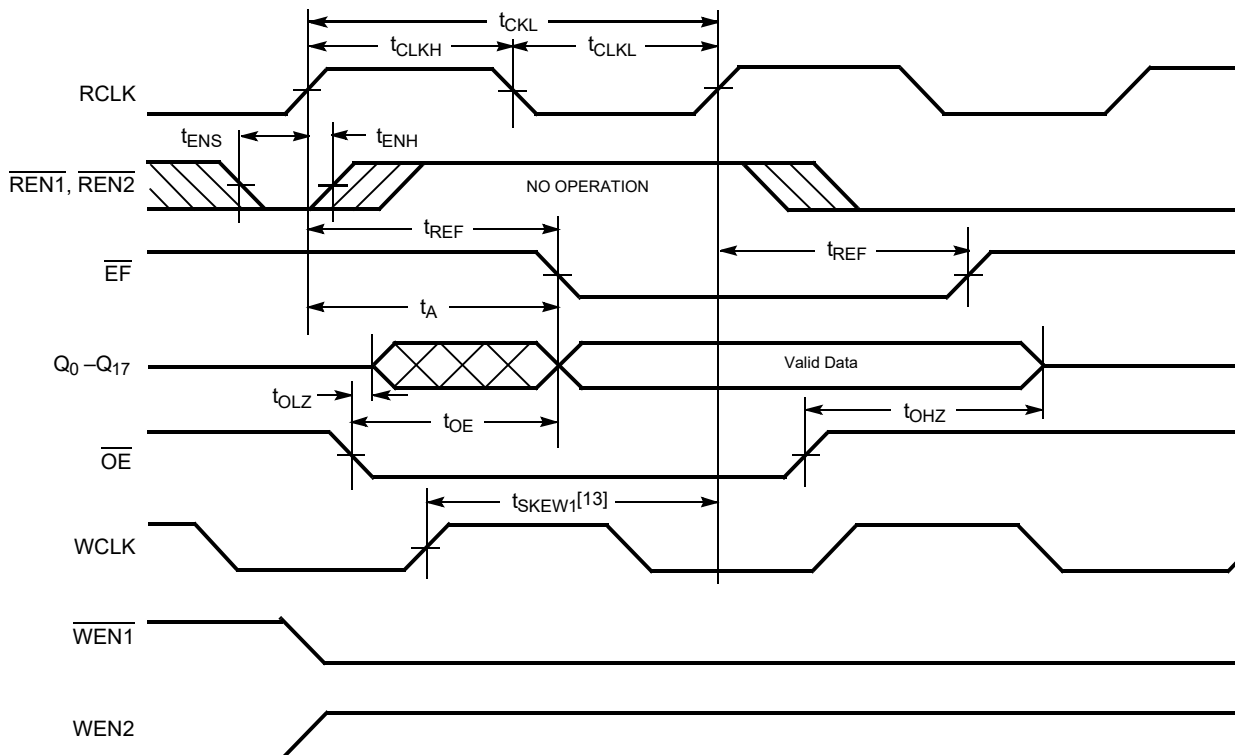 tCKL
tCLKH tCLKL
RCLK
tENS tENH
REN1, REN2
NO OPERATION
tREF
tREF
EF
tA
Q0 –Q17
Valid Data
tOLZ
tOE
tOHZ
OE
tSKEW1[13]
WCLK
WEN1
WEN2